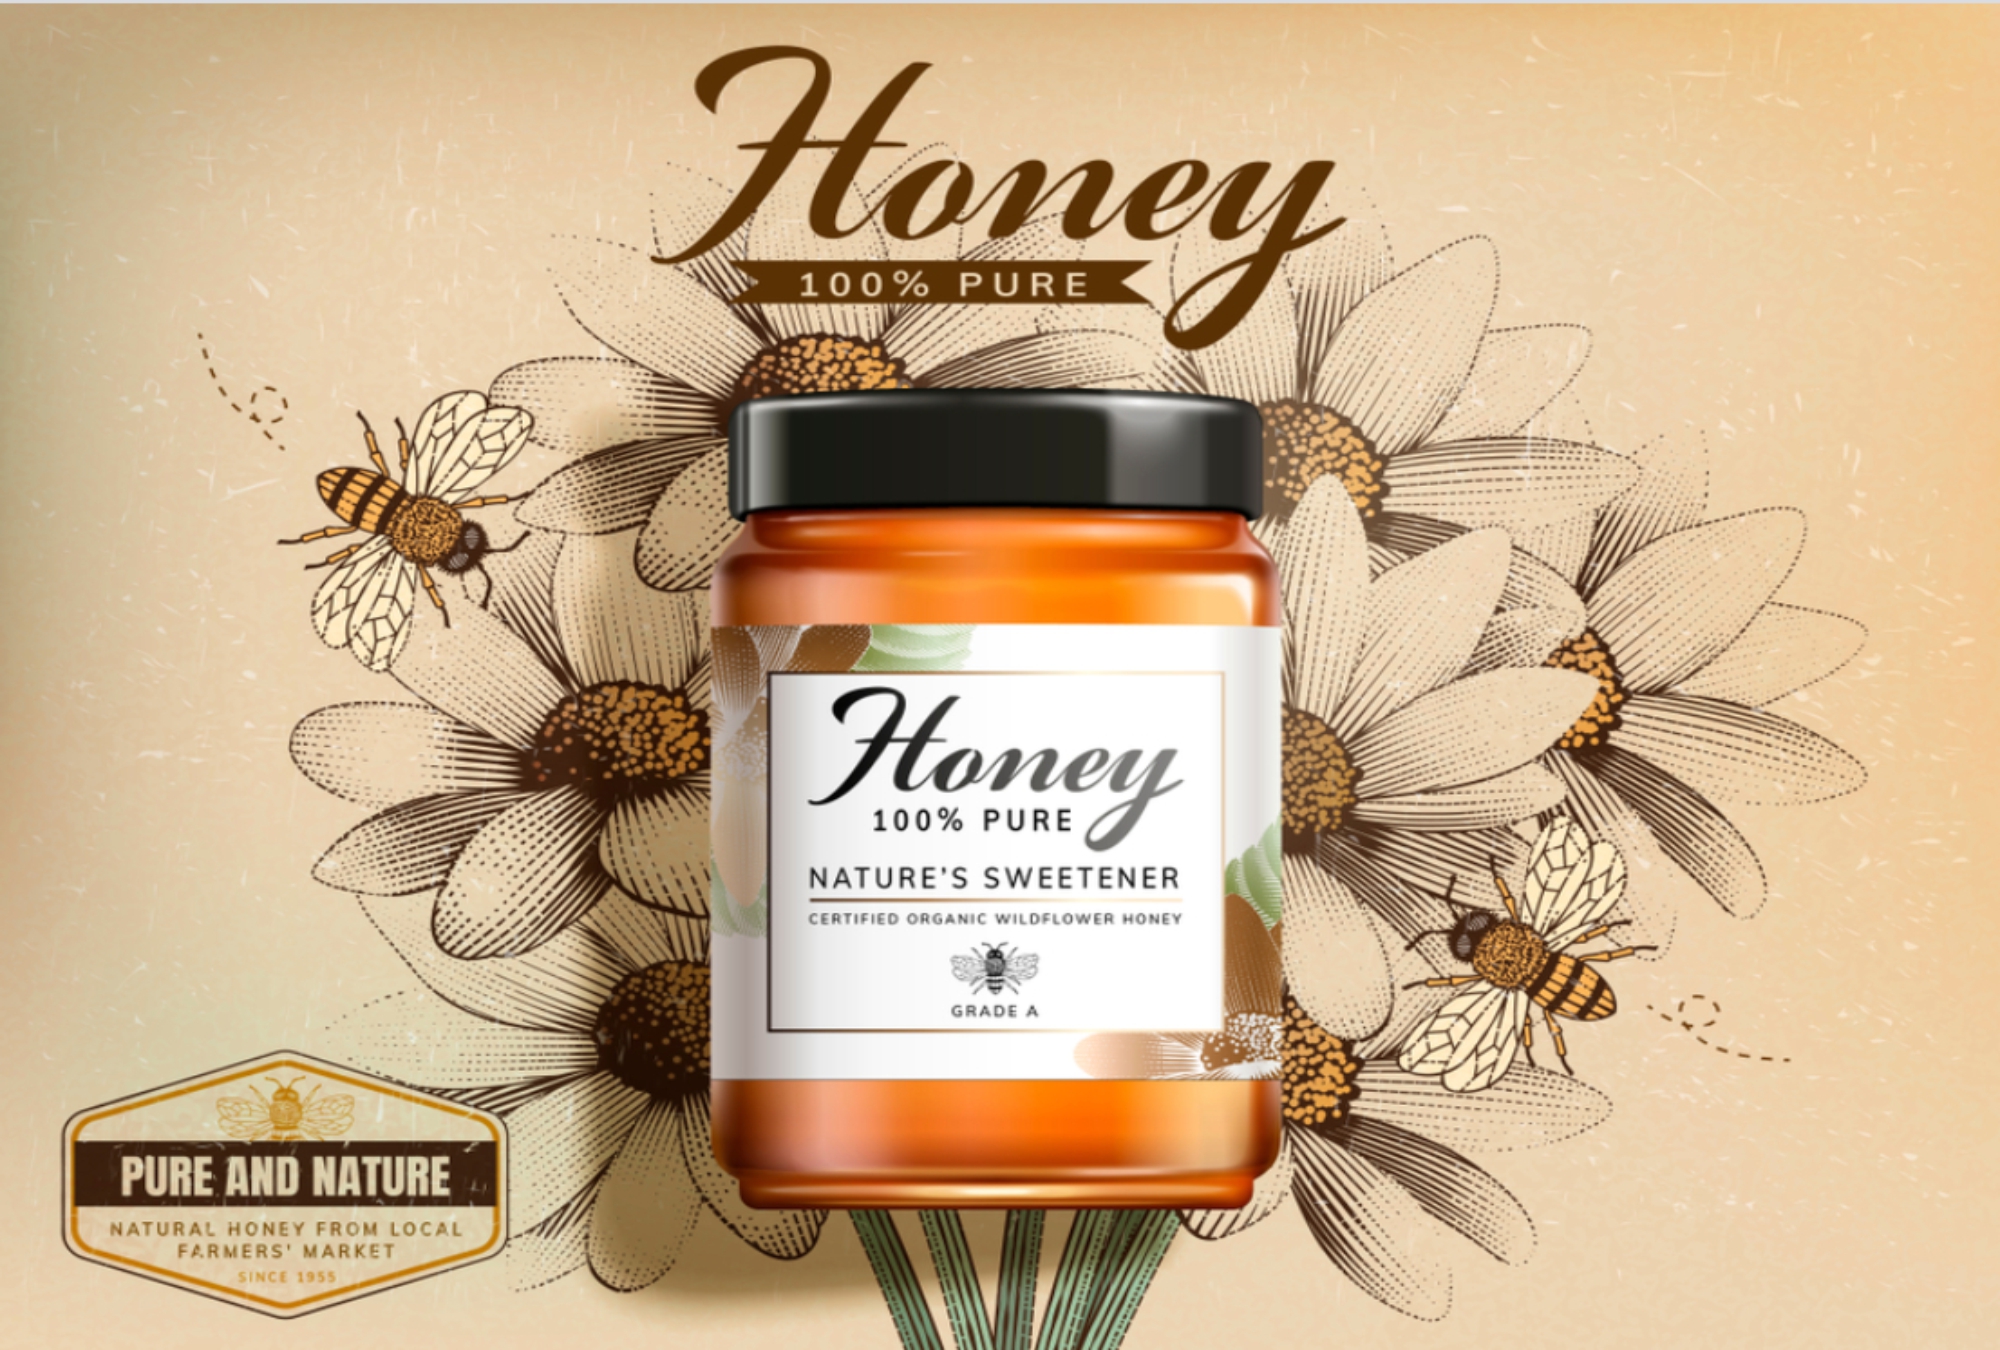 Honey
100% PURE
Honey
100% PURE
NATURE'S SWEETENER
CERTIFIED ORGANIC WILDFLOWER HONEY
GRADE A
PURE AND NATURE
NATURAL HONEY FROM LOCAL
FARMERS' MARKET
SINCE 1955